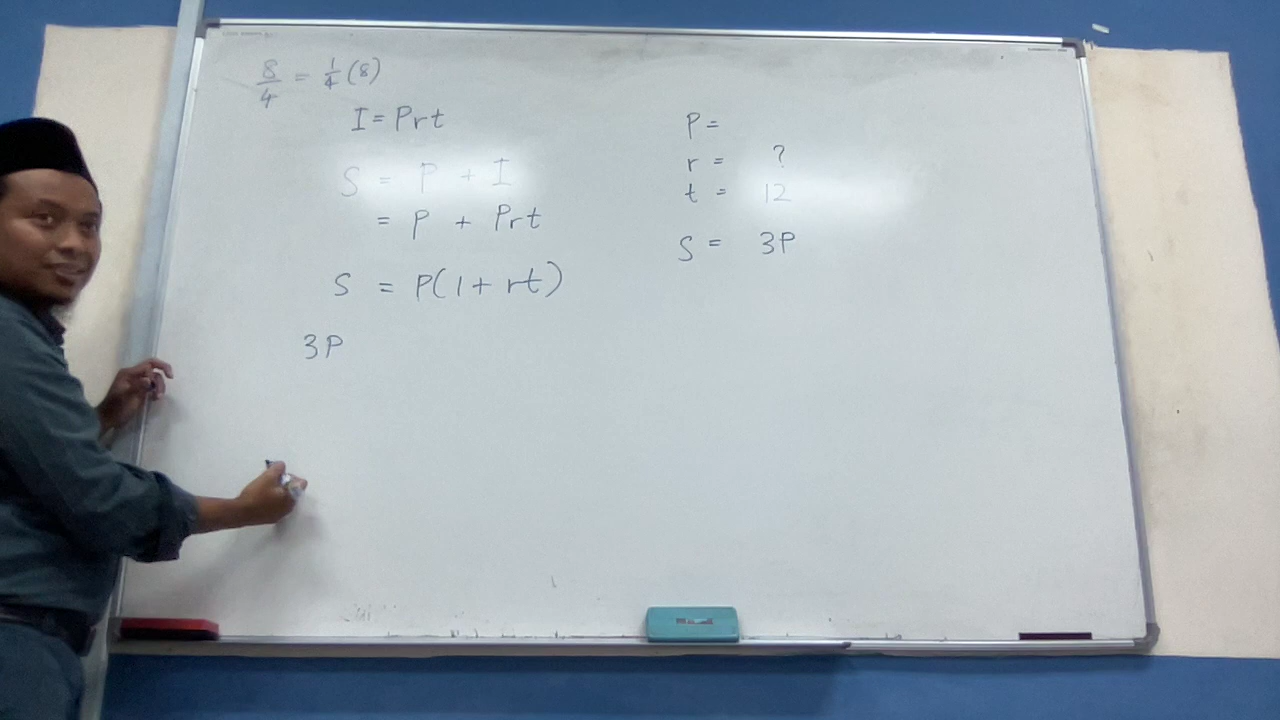 8/4 = 1/4 (8)
I = Prt
S = P + I
= P + Prt
S = P(1 + rt)
3P
P =
r = ?
t = 12
S = 3P